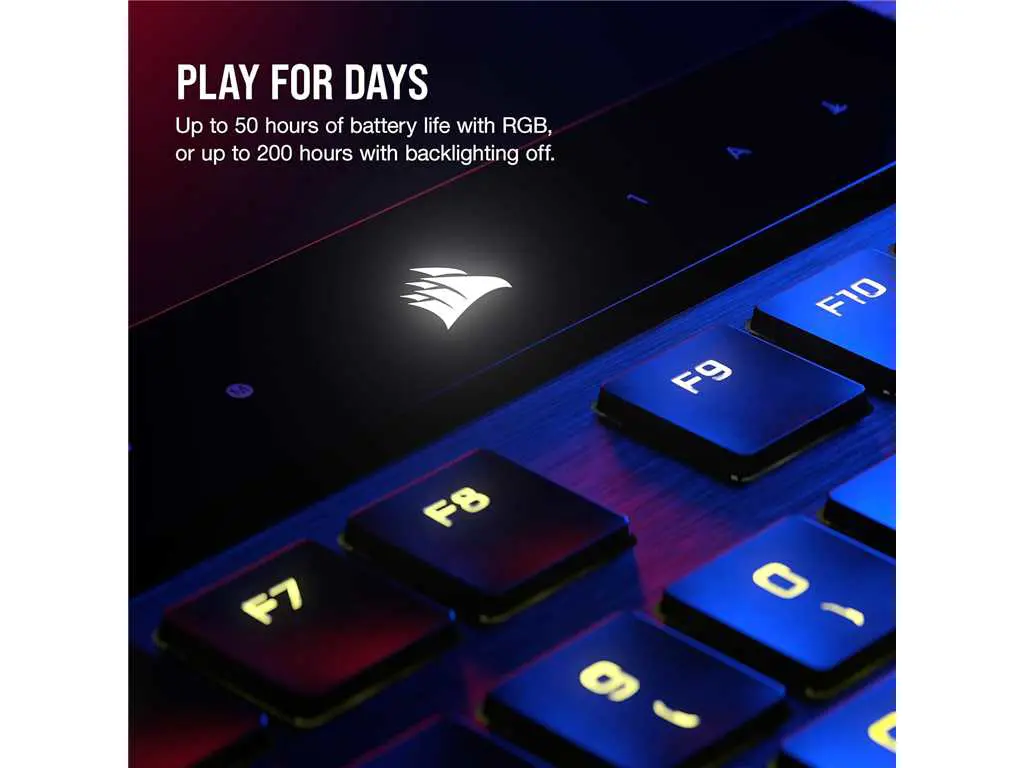 PLAY FOR DAYS
Up to 50 hours of battery life with RGB,
or up to 200 hours with backlighting off.
1 A
M
F10
F9
F8
F7
0 )
9 (